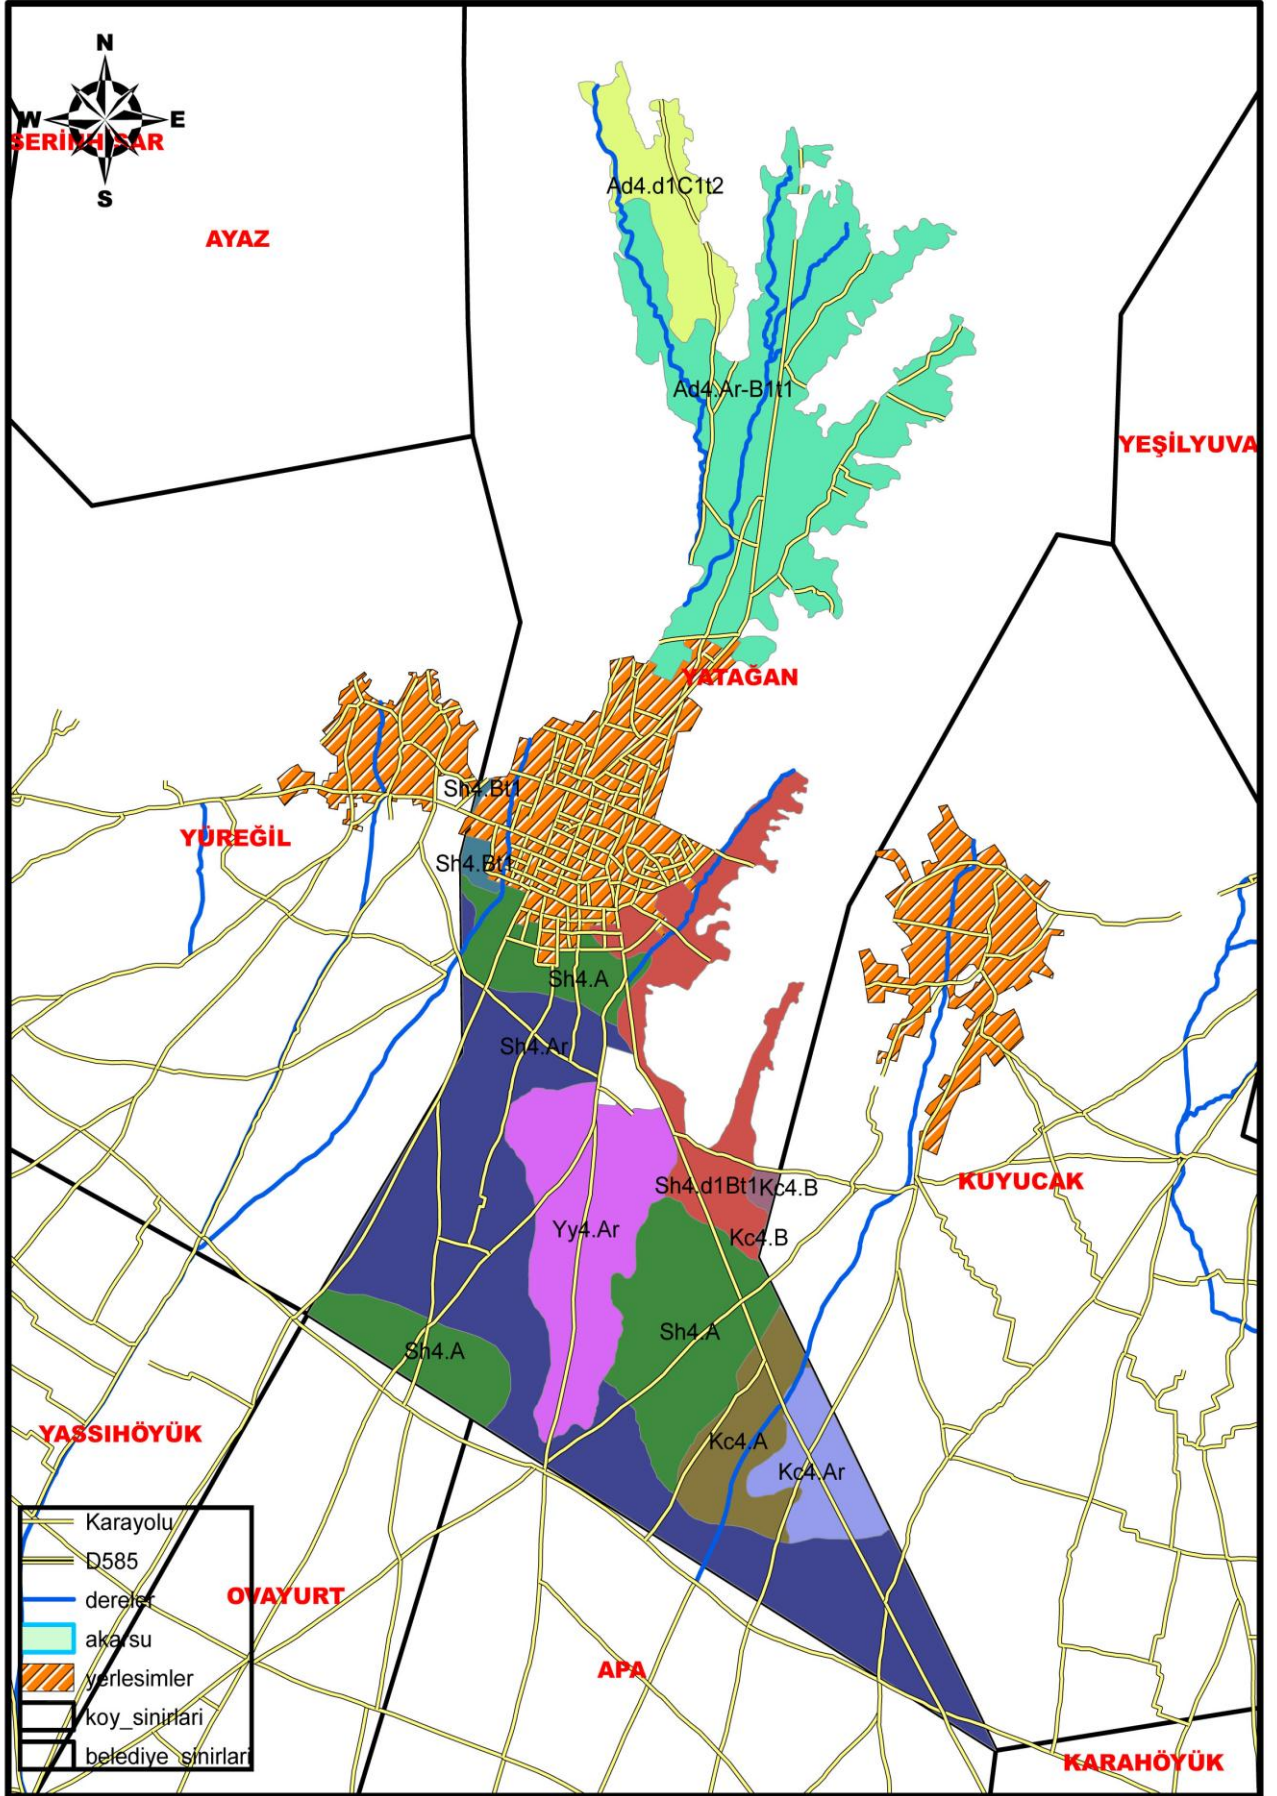 N
W
E
S
SERİNHİSAR
AYAZ
Ad4.d1C1t2
Ad4.Ar-B1t1
YEŞİLYUVA
YATAĞAN
Sh4.Bt1
YÜREĞİL
Sh4.Bt1
Sh4.A
Sh4.Ar
Sh4.d1Bt1
Kc4.B
KUYUCAK
Yy4.Ar
Kc4.B
Sh4.A
Sh4.A
YASSIHÖYÜK
Kc4.A
Kc4.Ar
Karayolu
D585
dereler
akarsu
yerlesimler
koy_sinirlari
belediye_sinirlari
OVAYURT
APA
KARAHÖYÜK